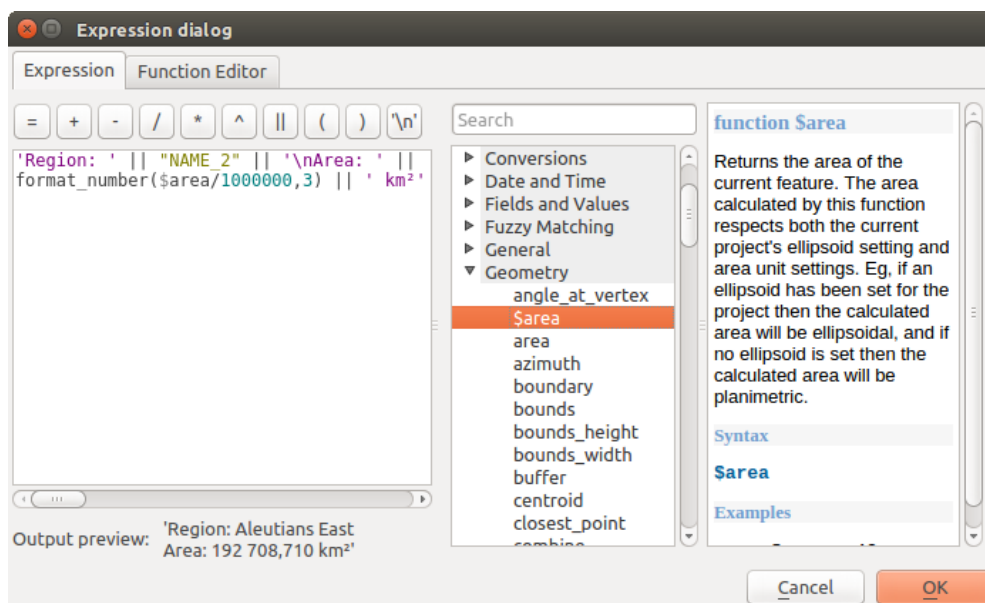 Expression dialog
Expression
Function Editor
= + - / * ^ || ( ) '\n'
'Region: ' || "NAME_2" || '\nArea: ' ||
format_number($area/1000000,3) || ' km²'
Output preview:
'Region: Aleutians East
Area: 192 708,710 km²'
Search
Conversions
Date and Time
Fields and Values
Fuzzy Matching
General
Geometry
angle_at_vertex
$area
area
azimuth
boundary
bounds
bounds_height
bounds_width
buffer
centroid
closest_point
function $area
Returns the area of the
current feature. The area
calculated by this function
respects both the current
project's ellipsoid setting and
area unit settings. Eg, if an
ellipsoid has been set for the
project then the calculated
area will be ellipsoidal, and if
no ellipsoid is set then the
calculated area will be
planimetric.
Syntax
$area
Examples
Cancel
OK